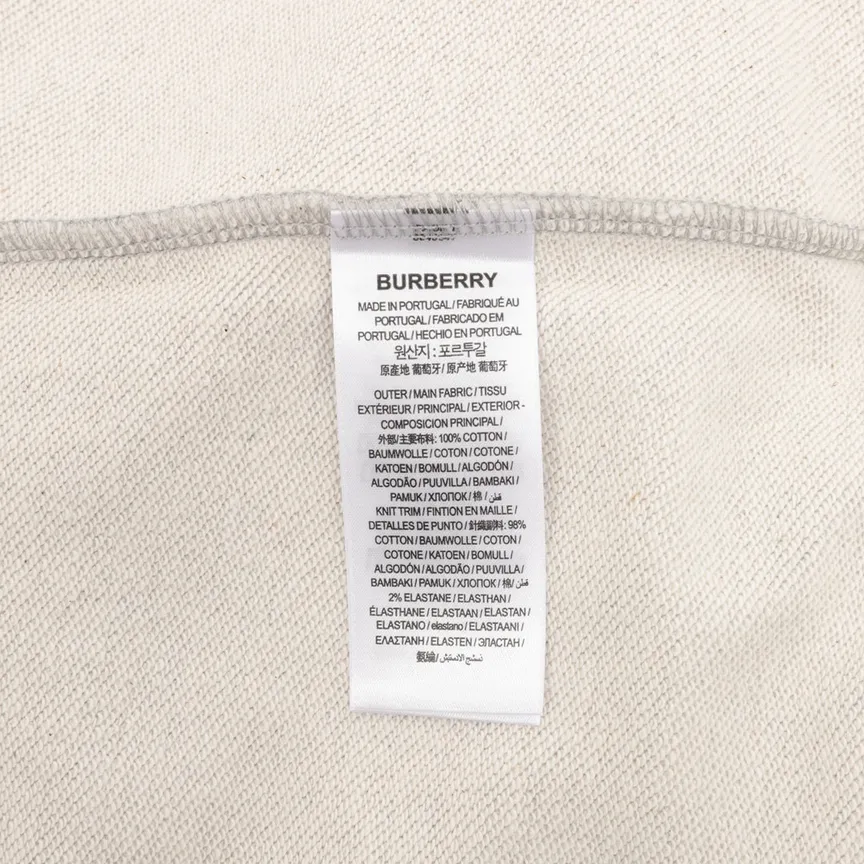 BURBERRY
MADE IN PORTUGAL / FABRIQUÉ AU
PORTUGAL / FABRICADO EM
PORTUGAL / HECHO EN PORTUGAL
원산지 : 포르투갈
原產地 葡萄牙 / 原产地 葡萄牙
OUTER / MAIN FABRIC / TISSU
EXTÉRIEUR / PRINCIPAL / EXTERIOR -
COMPOSICION PRINCIPAL /
外部/主要布料: 100% COTTON /
BAUMWOLLE / COTON / COTONE /
KATOEN / BOMULL / ALGODÓN /
ALGODÃO / PUUVILLA / BAMBAKI /
PAMUK / ХЛОПОК / 棉 / قطن /
KNIT TRIM / FINTION EN MAILLE /
DETALLES DE PUNTO / 針織副料: 98%
COTTON / BAUMWOLLE / COTON /
COTONE / KATOEN / BOMULL /
ALGODÓN / ALGODÃO / PUUVILLA /
BAMBAKI / PAMUK / ХЛОПОК / 棉/ قطن /
2% ELASTANE / ELASTHAN /
ÉLASTHANE / ELASTAAN / ELASTAN /
ELASTANO / elastano / ELASTAANI /
ΕΛΑΣΤΑΝΗ / ELASTEN / ЭЛАСТАН /
氨綸/